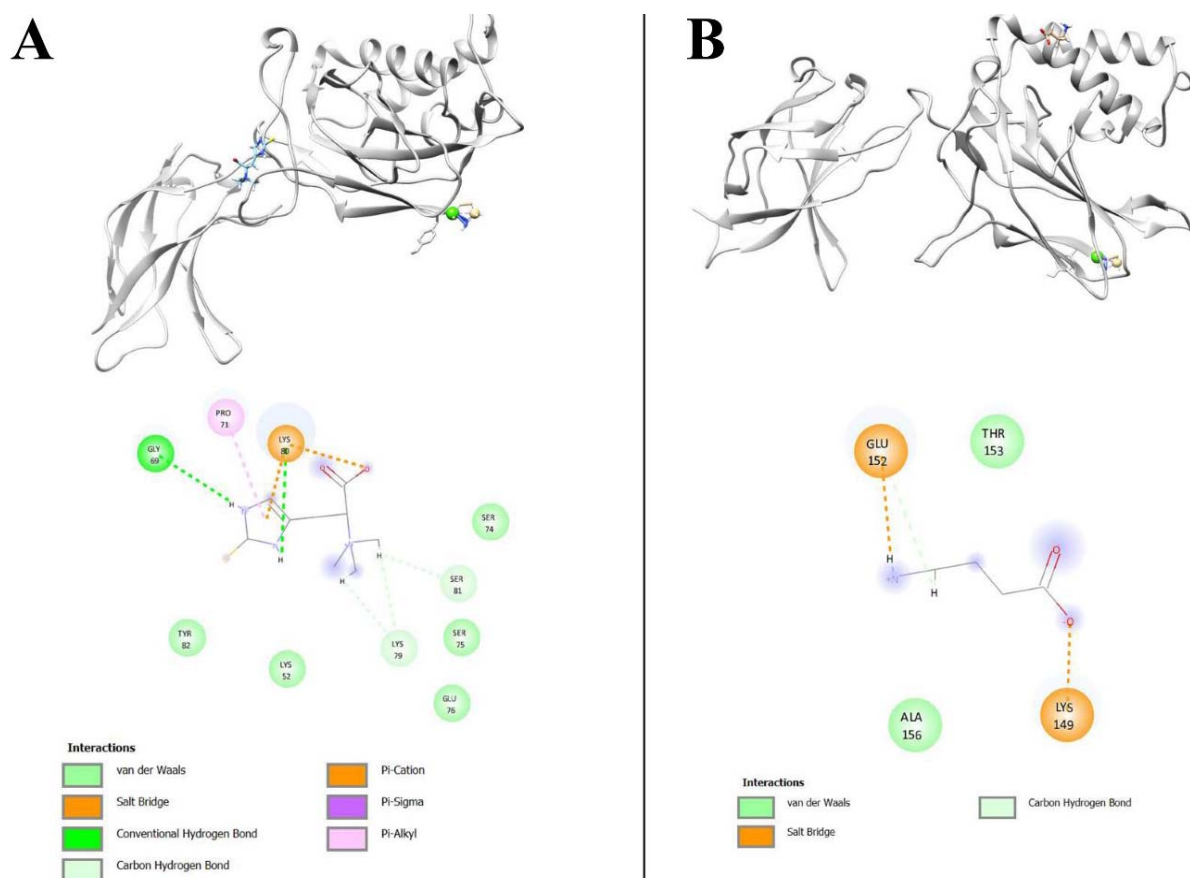 A
B
PRO
71
GLY
69
LYS
80
H
N
O
O
N
H
N
H
H
SER
74
SER
81
SER
75
LYS
79
TYR
82
LYS
52
GLU
76
Interactions
van der Waals
Salt Bridge
Conventional Hydrogen Bond
Carbon Hydrogen Bond
Pi-Cation
Pi-Sigma
Pi-Alkyl
GLU
152
THR
153
H
+N
H
O
-O
ALA
156
LYS
149
Interactions
van der Waals
Salt Bridge
Carbon Hydrogen Bond